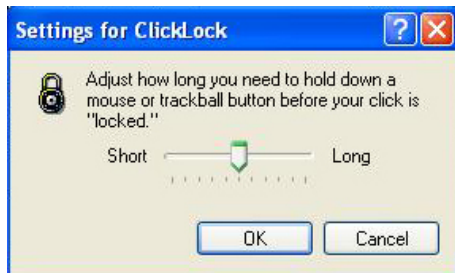 Settings for ClickLock
Adjust how long you need to hold down a
mouse or trackball button before your click is
"locked."
Short Long
OK Cancel